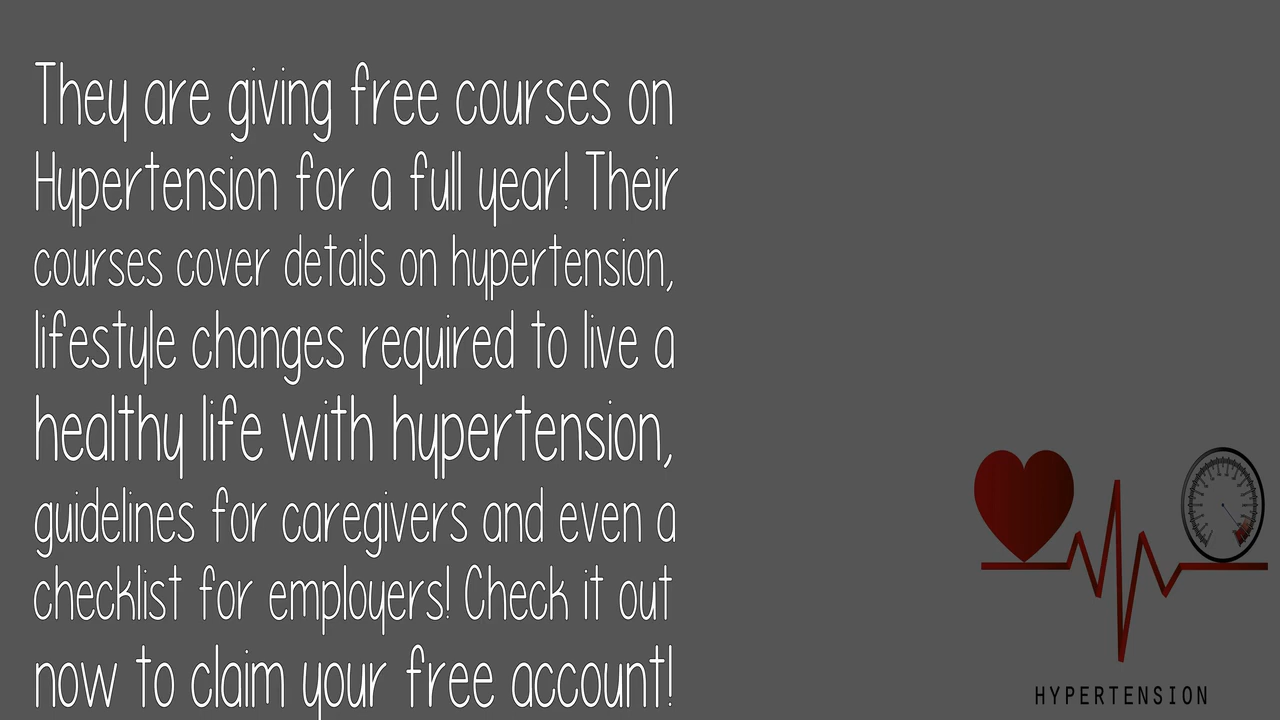 They are giving free courses on
Hypertension for a full year! Their
courses cover details on hypertension,
lifestyle changes required to live a
healthy life with hypertension,
guidelines for caregivers and even a
checklist for employers! Check it out
now to claim your free account!
HYPERTENSION